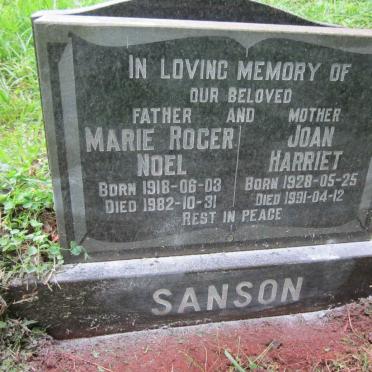 IN LOVING MEMORY OF
OUR BELOVED
FATHER AND MOTHER
MARIE ROGER NOEL
BORN 1918-06-03
DIED 1982-10-31
JOAN HARRIET
BORN 1928-05-25
DIED 1991-04-12
REST IN PEACE
SANSON